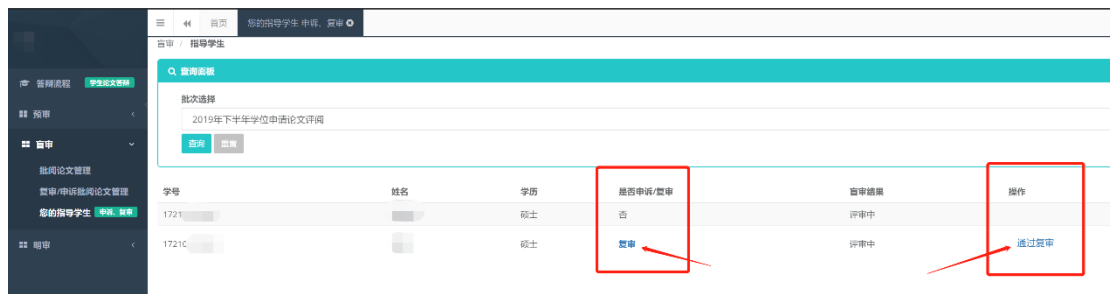 首页 您的指导学生 申诉、复审
盲审 / 指导学生
答辩流程 学生论文答辩
预审
盲审
批阅论文管理
复审/申诉批阅论文管理
您的指导学生 申诉、复审
明审
查询面板
批次选择
2019年下半年学位申请论文评阅
查询 重置
学号 姓名 学历 是否申诉/复审 盲审结果 操作
1721 硕士 否 评审中
1721 硕士 复审 评审中 通过复审